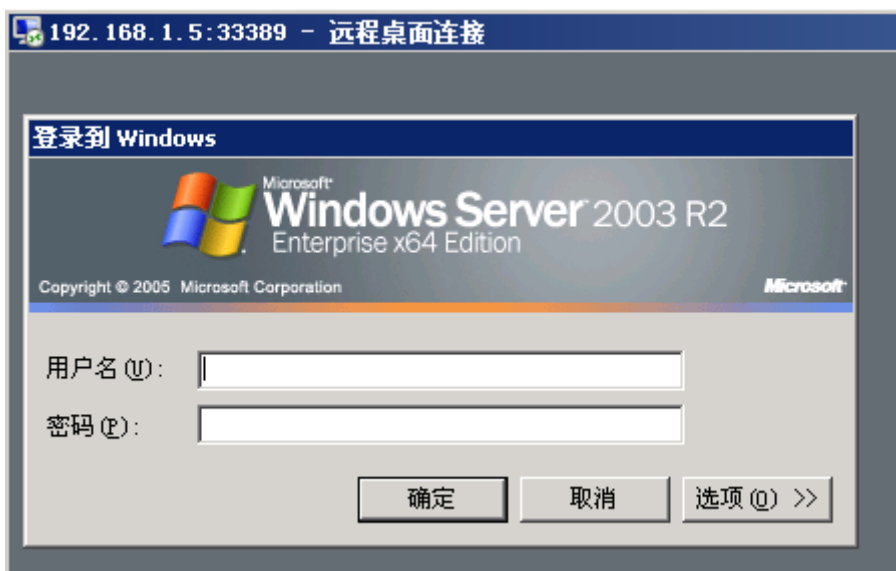 192.168.1.5:33389 - 远程桌面连接
登录到 Windows
Microsoft
Windows Server 2003 R2
Enterprise x64 Edition
Copyright © 2005 Microsoft Corporation Microsoft
用户名(U):
密码(P):
确定 取消 选项(O) >>